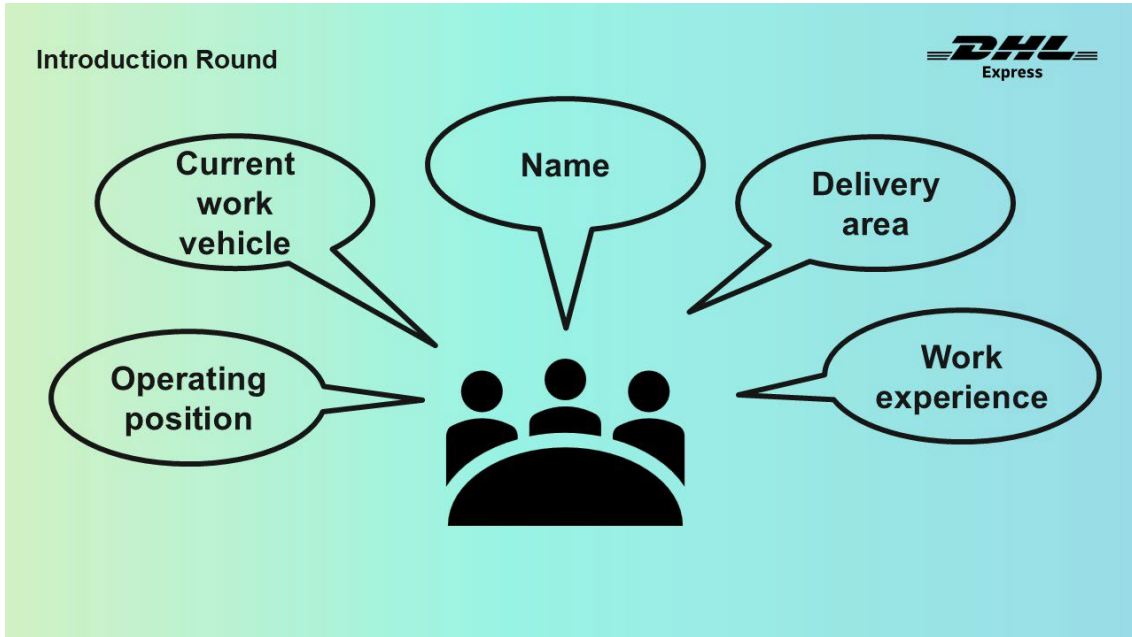 Introduction Round
DHL
Express
Name
Current
work
vehicle
Delivery
area
Operating
position
Work
experience